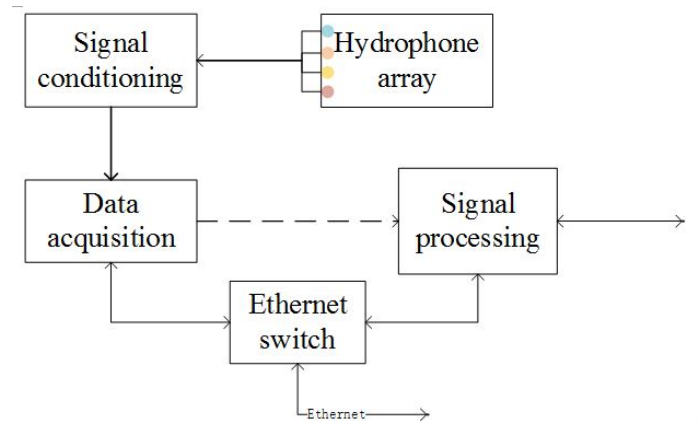 Signal
conditioning
Hydrophone
array
Data
acquisition
Signal
processing
Ethernet
switch
Ethernet